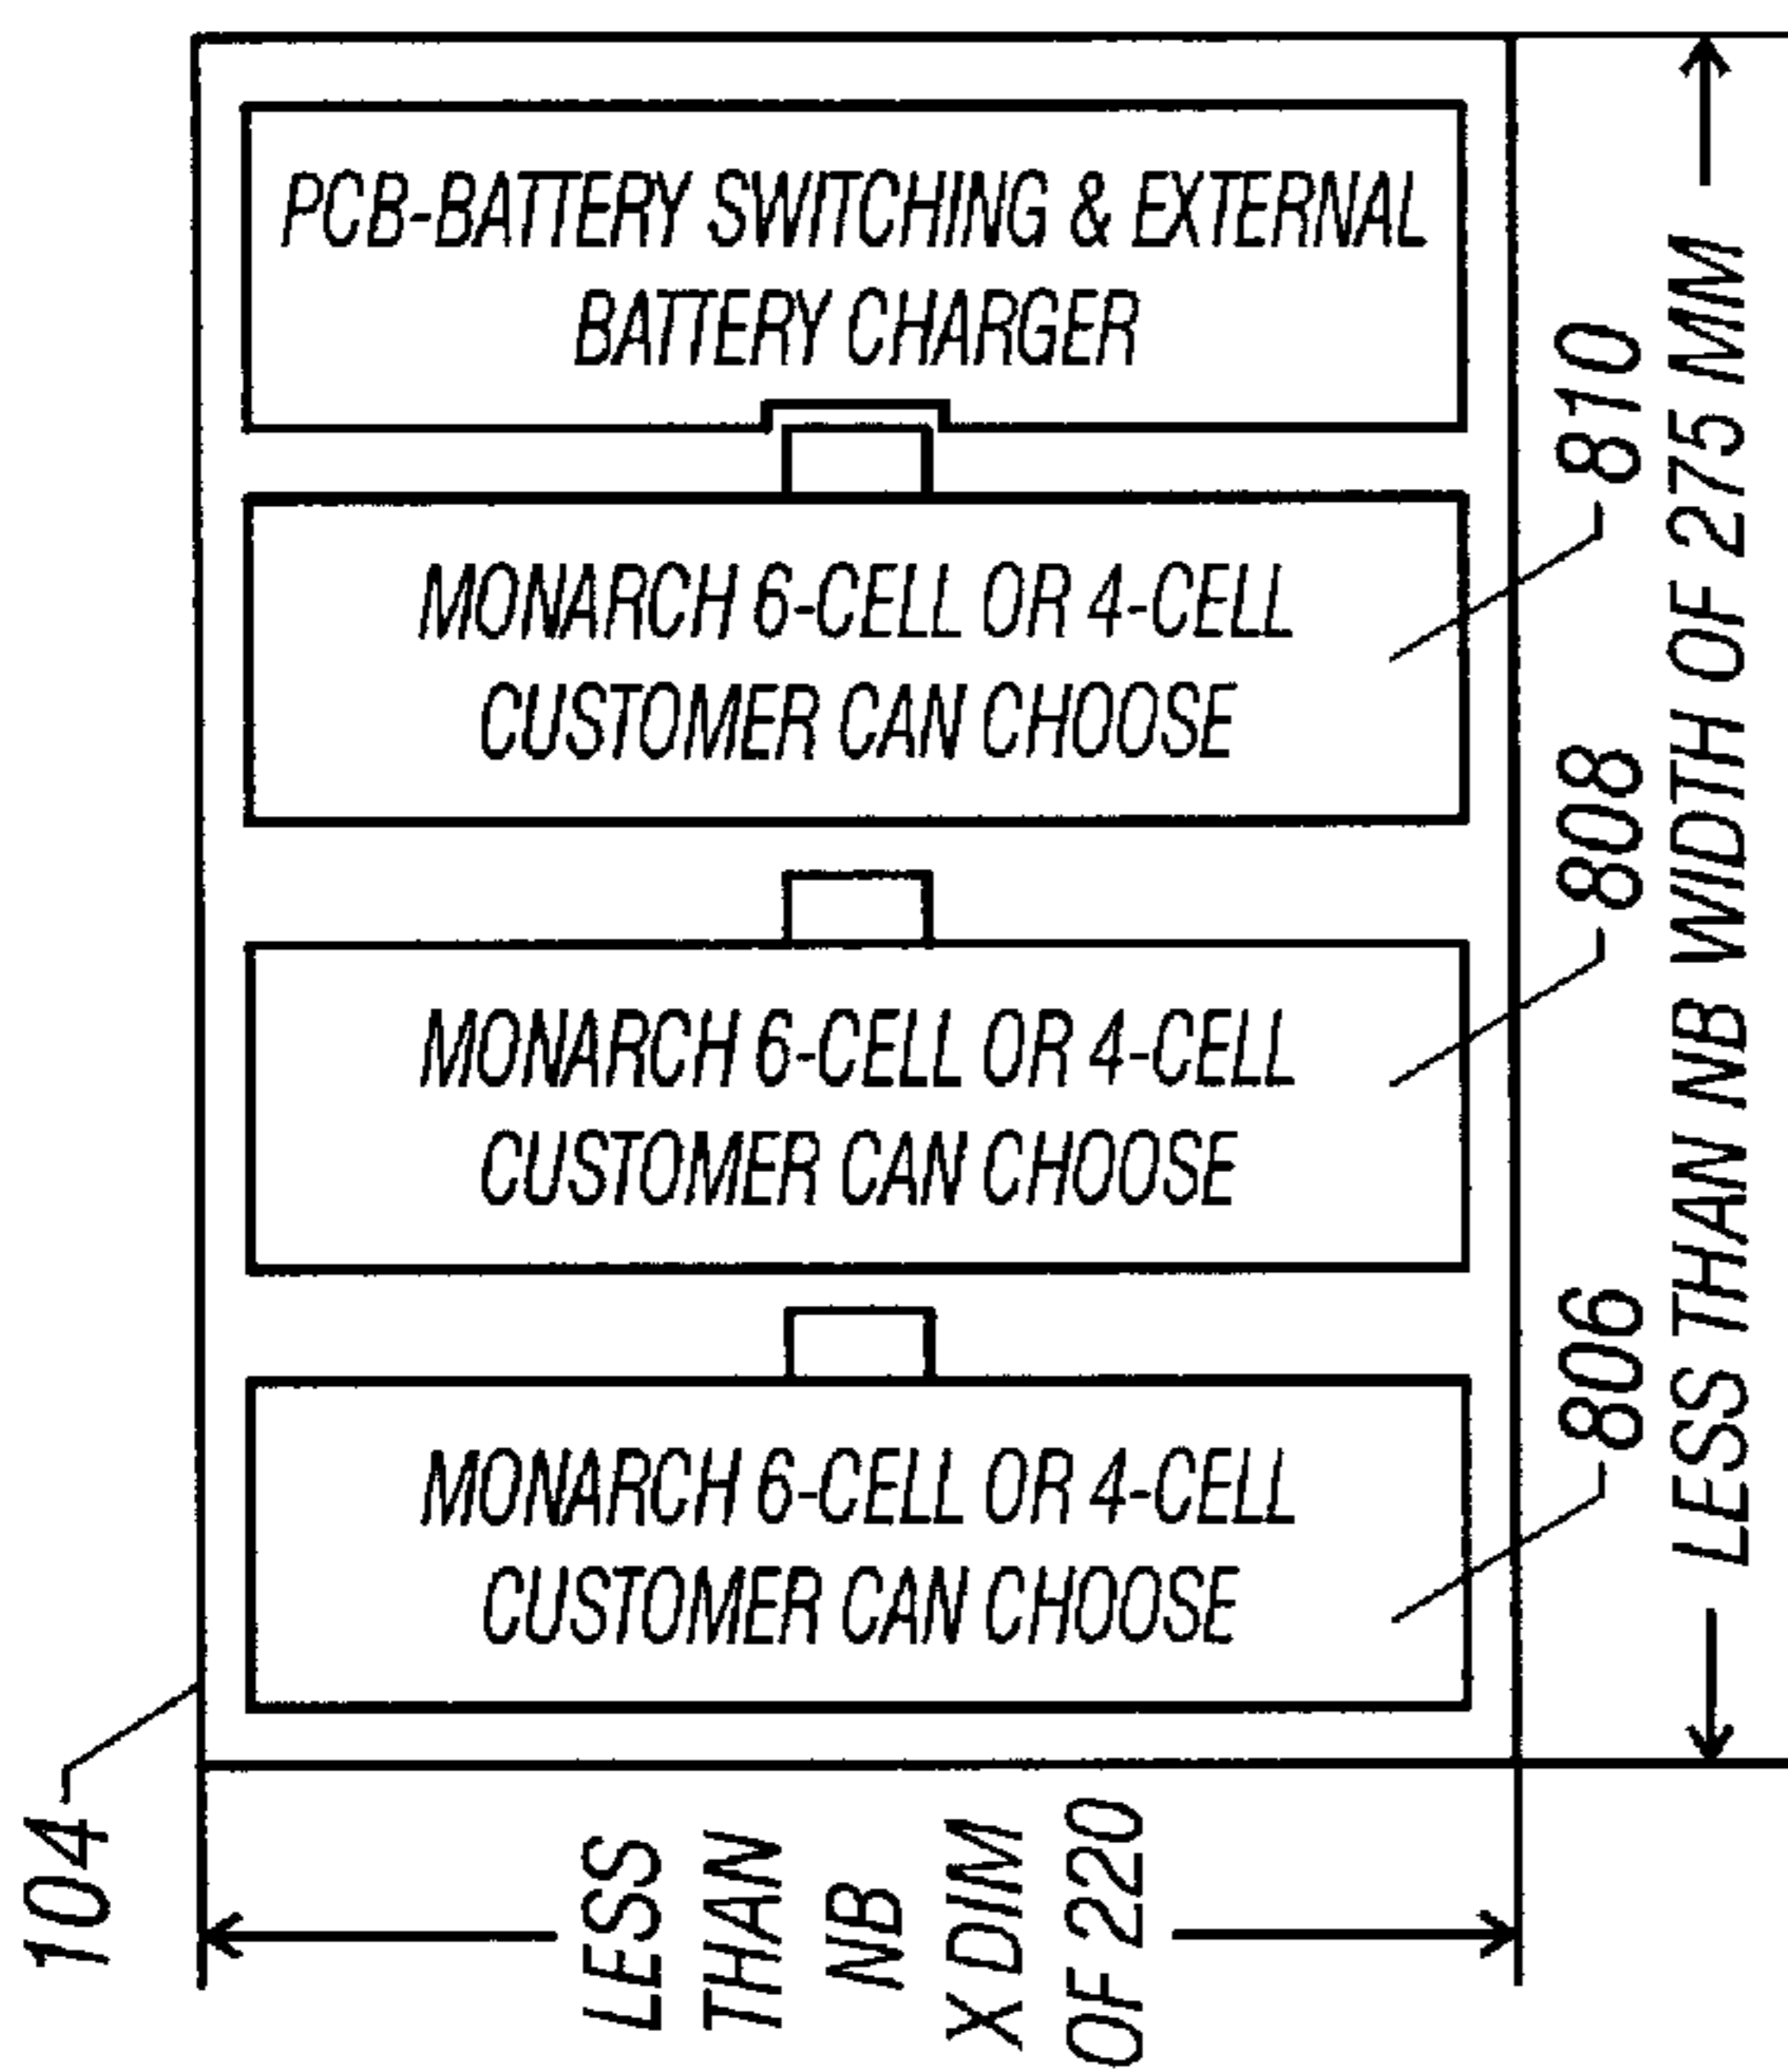 PCB-BATTERY SWITCHING & EXTERNAL
BATTERY CHARGER
MONARCH 6-CELL OR 4-CELL
CUSTOMER CAN CHOOSE
MONARCH 6-CELL OR 4-CELL
CUSTOMER CAN CHOOSE
MONARCH 6-CELL OR 4-CELL
CUSTOMER CAN CHOOSE
810
808
806
LESS THAN NB WIDTH OF 275 MM
104
LESS
THAN
NB
X DIM
OF 220